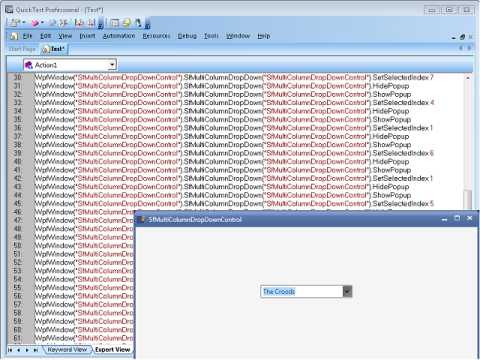 QuickTest Professional - [Test*]
File Edit View Insert Automation Resources Debug Tools Window Help
Start Page Test*
Action1
30: WpfWindow("SfMultiColumnDropDownControl").SfMultiColumnDropDown("SfMultiColumnDropDownControl").SetSelectedIndex 7
31: WpfWindow("SfMultiColumnDropDownControl").SfMultiColumnDropDown("SfMultiColumnDropDownControl").HidePopup
32: WpfWindow("SfMultiColumnDropDownControl").SfMultiColumnDropDown("SfMultiColumnDropDownControl").ShowPopup
33: WpfWindow("SfMultiColumnDropDownControl").SfMultiColumnDropDown("SfMultiColumnDropDownControl").SetSelectedIndex 4
34: WpfWindow("SfMultiColumnDropDownControl").SfMultiColumnDropDown("SfMultiColumnDropDownControl").HidePopup
35: WpfWindow("SfMultiColumnDropDownControl").SfMultiColumnDropDown("SfMultiColumnDropDownControl").ShowPopup
36: WpfWindow("SfMultiColumnDropDownControl").SfMultiColumnDropDown("SfMultiColumnDropDownControl").SetSelectedIndex 1
37: WpfWindow("SfMultiColumnDropDownControl").SfMultiColumnDropDown("SfMultiColumnDropDownControl").HidePopup
38: WpfWindow("SfMultiColumnDropDownControl").SfMultiColumnDropDown("SfMultiColumnDropDownControl").ShowPopup
39: WpfWindow("SfMultiColumnDropDownControl").SfMultiColumnDropDown("SfMultiColumnDropDownControl").SetSelectedIndex 6
40: WpfWindow("SfMultiColumnDropDownControl").SfMultiColumnDropDown("SfMultiColumnDropDownControl").HidePopup
41: WpfWindow("SfMultiColumnDropDownControl").SfMultiColumnDropDown("SfMultiColumnDropDownControl").ShowPopup
42: WpfWindow("SfMultiColumnDropDownControl").SfMultiColumnDropDown("SfMultiColumnDropDownControl").SetSelectedIndex 1
43: WpfWindow("SfMultiColumnDropDownControl").SfMultiColumnDropDown("SfMultiColumnDropDownControl").HidePopup
44: WpfWindow("SfMultiColumnDropDownControl").SfMultiColumnDropDown("SfMultiColumnDropDownControl").ShowPopup
45: WpfWindow("SfMultiColumnDropDownControl").SfMultiColumnDropDown("SfMultiColumnDropDownControl").SetSelectedIndex 5
46: WpfWindow("SfMultiColumnDro
47: WpfWindow("SfMultiColumnDro
48: WpfWindow("SfMultiColumnDro
49: WpfWindow("SfMultiColumnDro
50: WpfWindow("SfMultiColumnDro
51: WpfWindow("SfMultiColumnDro
52: WpfWindow("SfMultiColumnDro
53: WpfWindow("SfMultiColumnDro
54: WpfWindow("SfMultiColumnDro
55: WpfWindow("SfMultiColumnDro
56: WpfWindow("SfMultiColumnDro
57: WpfWindow("SfMultiColumnDro
58: WpfWindow("SfMultiColumnDro
59: WpfWindow("SfMultiColumnDro
60: WpfWindow("SfMultiColumnDro
61: WpfWindow("SfMultiColumnDro
SfMultiColumnDropDownControl
The Croods
Keyword View Expert View